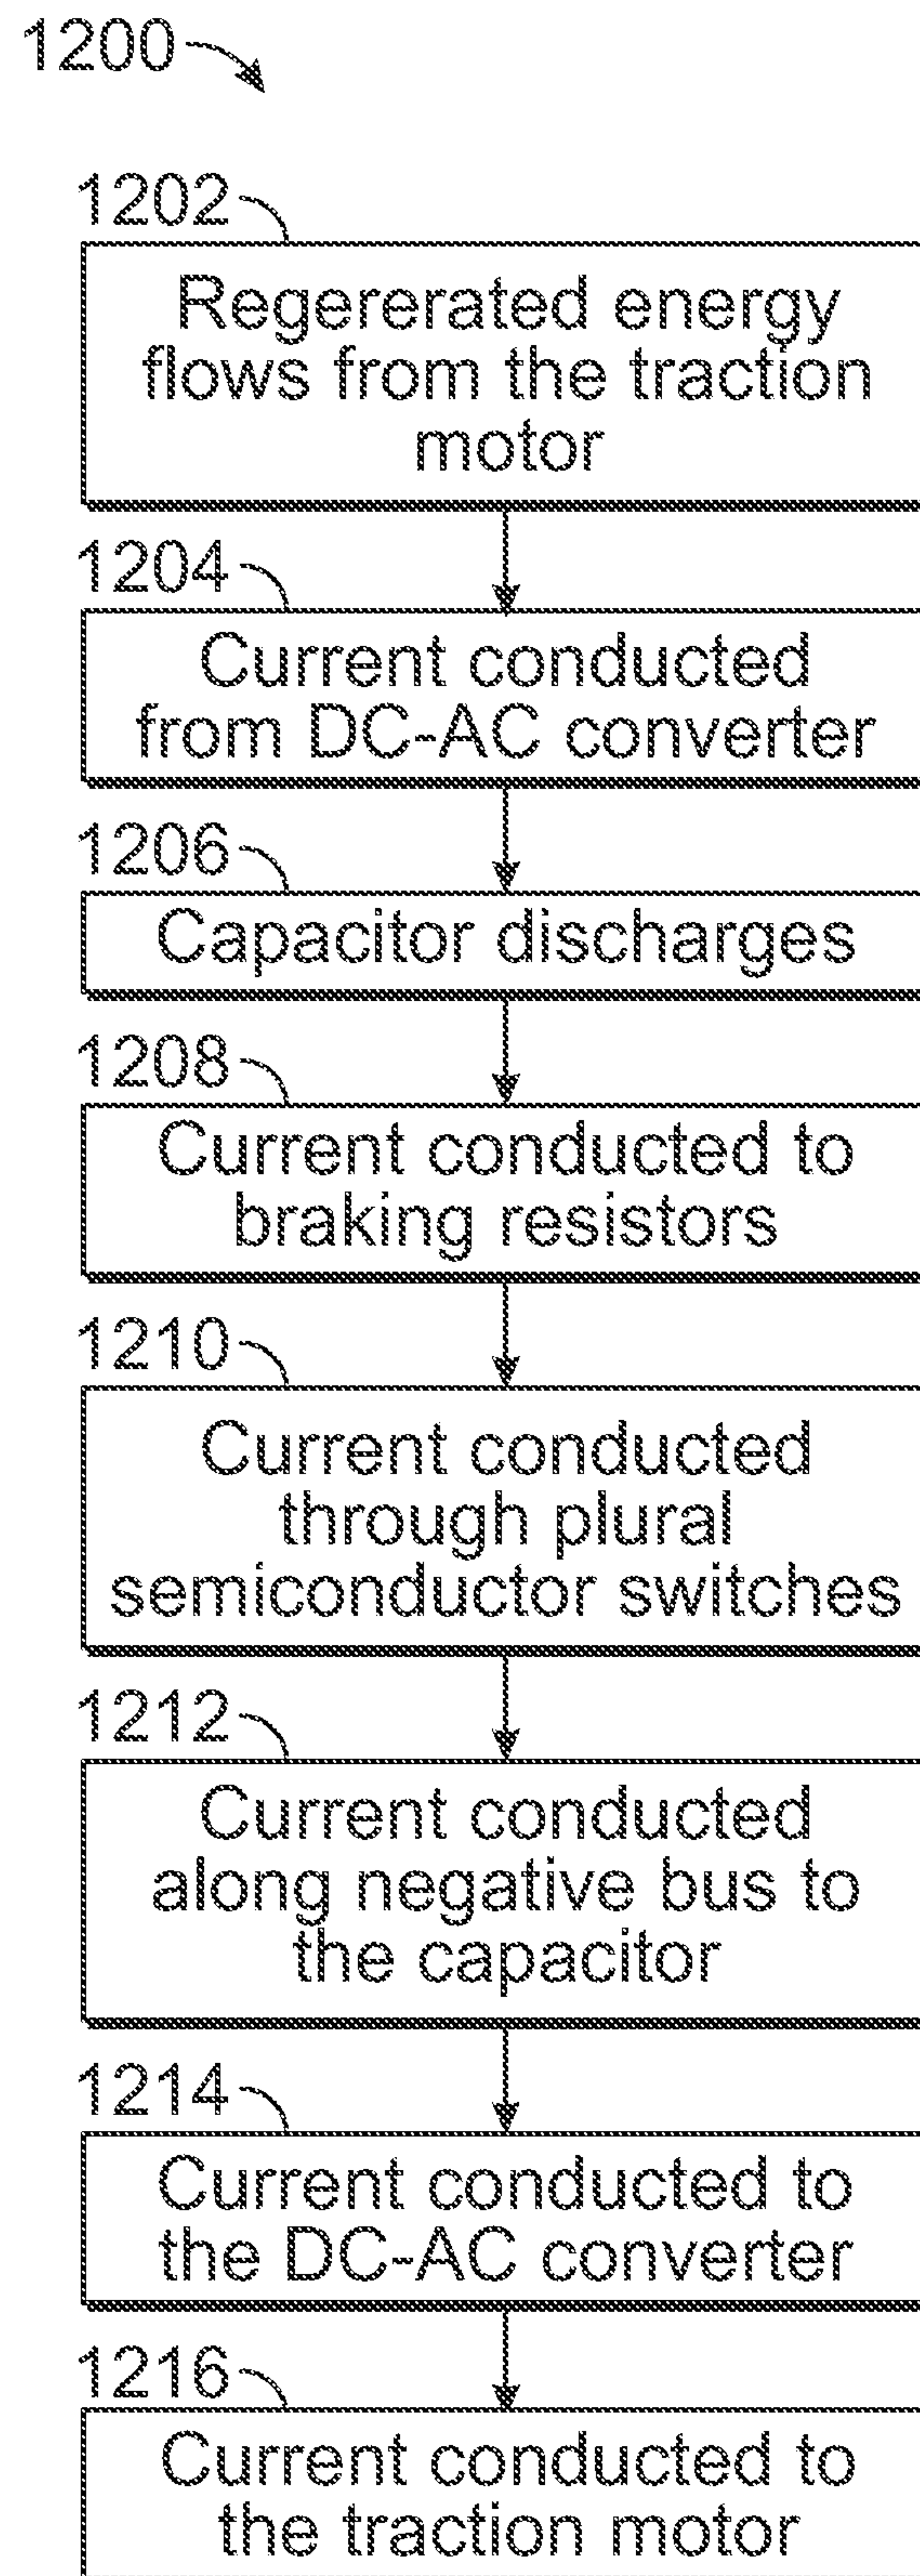 1200
1202
Regererated energy
flows from the traction
motor
1204
Current conducted
from DC-AC converter
1206
Capacitor discharges
1208
Current conducted to
braking resistors
1210
Current conducted
through plural
semiconductor switches
1212
Current conducted
along negative bus to
the capacitor
1214
Current conducted to
the DC-AC converter
1216
Current conducted to
the traction motor